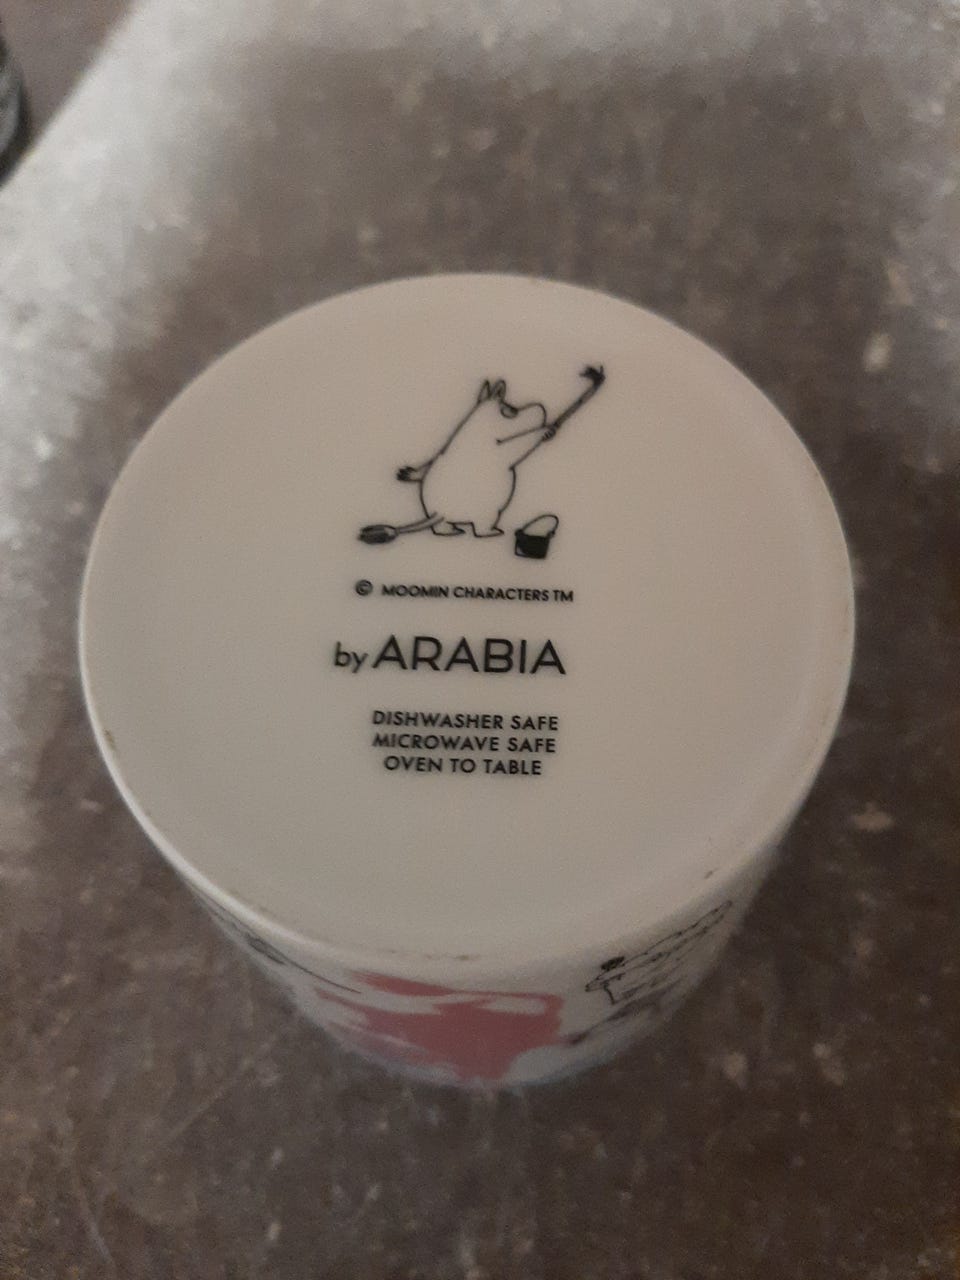 © MOOMIN CHARACTERS TM
by ARABIA
DISHWASHER SAFE
MICROWAVE SAFE
OVEN TO TABLE